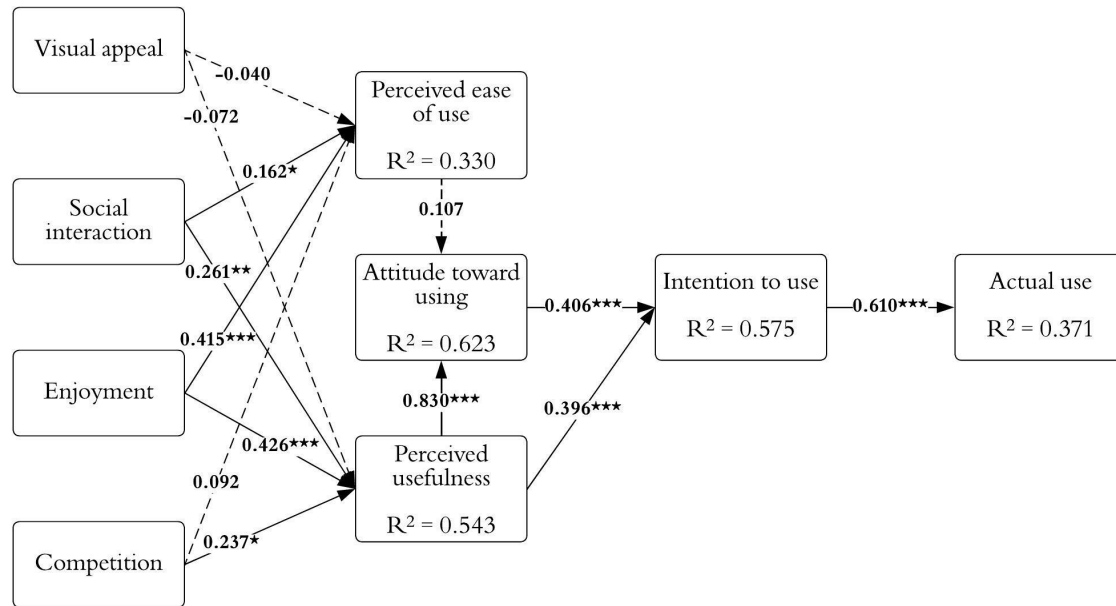 Visual appeal
-0.040
Perceived ease
of use
R² = 0.330
-0.072
0.162★
Social
interaction
0.107
0.261★★
Attitude toward
using
R² = 0.623
0.406★★★
Intention to use
R² = 0.575
0.610★★★
Actual use
R² = 0.371
0.415★★★
Enjoyment
0.830★★★
0.396★★★
0.426★★★
Perceived
usefulness
R² = 0.543
0.092
0.237★
Competition